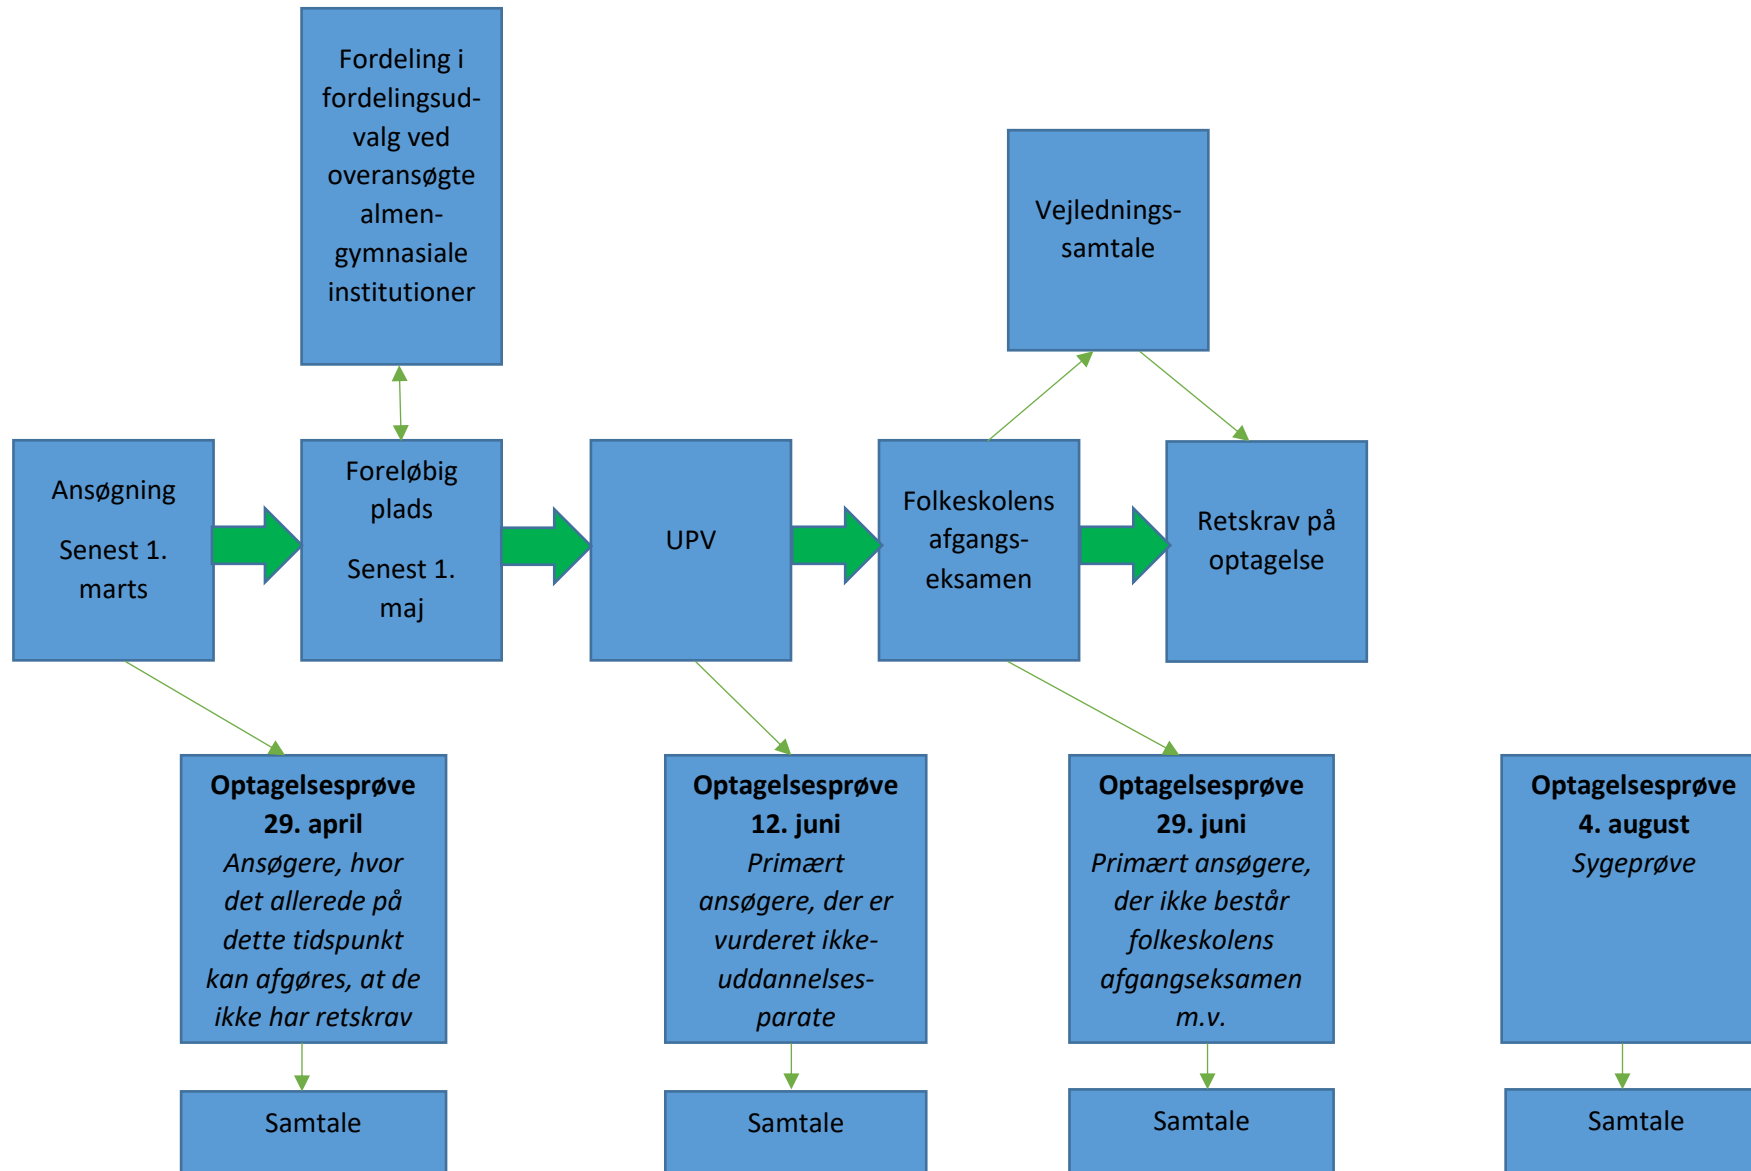 Fordeling i
fordelingsud-
valg ved
overansøgte
almen-
gymnasiale
institutioner
Vejlednings-
samtale
Ansøgning
Senest 1.
marts
Foreløbig
plads
Senest 1.
maj
UPV
Folkeskolens
afgangs-
eksamen
Retskrav på
optagelse
Optagelsesprøve
29. april
Ansøgere, hvor
det allerede på
dette tidspunkt
kan afgøres, at de
ikke har retskrav
Optagelsesprøve
12. juni
Primært
ansøgere, der er
vurderet ikke-
uddannelses-
parate
Optagelsesprøve
29. juni
Primært ansøgere,
der ikke består
folkeskolens
afgangseksamen
m.v.
Optagelsesprøve
4. august
Sygeprøve
Samtale
Samtale
Samtale
Samtale